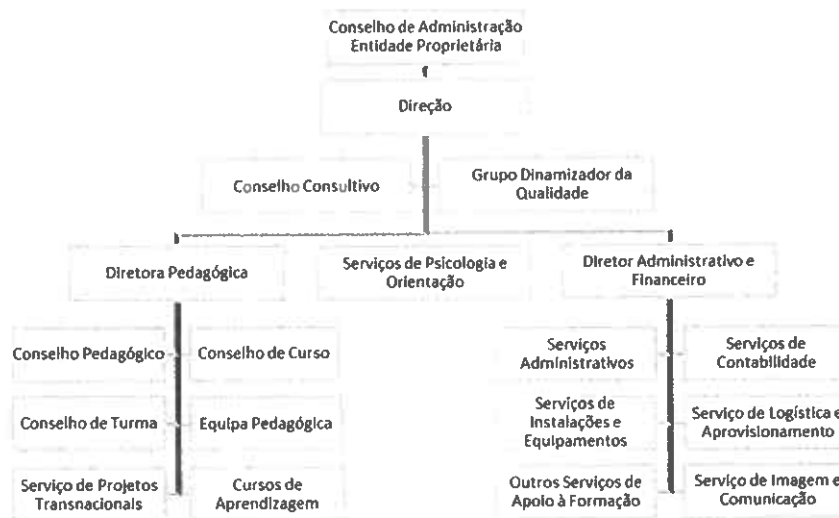 Conselho de Administração
Entidade Proprietária
Direção
Conselho Consultivo
Grupo Dinamizador da
Qualidade
Diretora Pedagógica
Serviços de Psicologia e
Orientação
Diretor Administrativo e
Financeiro
Conselho Pedagógico
Conselho de Curso
Serviços
Administrativos
Serviços de
Contabilidade
Conselho de Turma
Equipa Pedagógica
Serviços de
Instalações e
Equipamentos
Serviço de Logística e
Aprovisionamento
Serviço de Projetos
Transnacionais
Cursos de
Aprendizagem
Outros Serviços de
Apoio à Formação
Serviço de Imagem e
Comunicação